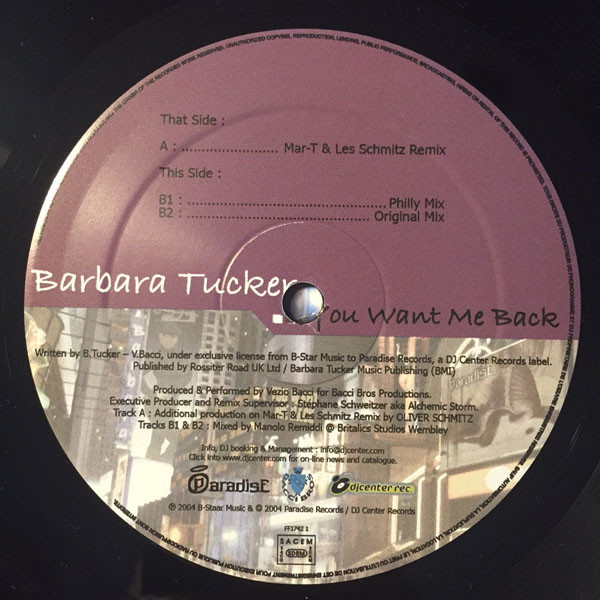 That Side :
A : ........................ Mar-T & Les Schmitz Remix
This Side :
B1 : .................................................. Philly Mix
B2 : .............................................. Original Mix
Barbara Tucker
You Want Me Back
Written by B.Tucker – V.Bacci, under exclusive license from B-Star Music to Paradise Records, a DJ Center Records label.
Published by Rossiter Road UK Ltd / Barbara Tucker Music Publishing (BMI)
Produced & Performed by Vezio Bacci for Bacci Bros Productions.
Executive Producer and Remix Supervisor : Stéphane Schweitzer aka Alchemic Storm.
Track A : Additional production on Mar-T & Les Schmitz Remix by OLIVER SCHMITZ
Tracks B1 & B2 : Mixed by Manolo Remiddi @ Britalics Studios Wembley
Info, DJ booking & Management : info@djcenter.com
Click into www.djcenter.com for on-line news and catalogue.
ParadisE
BACCI BROS
djcenter rec
℗ 2004 B-Staar Music & © 2004 Paradise Records / DJ Center Records
FF1742 1
SACEM
SDRM